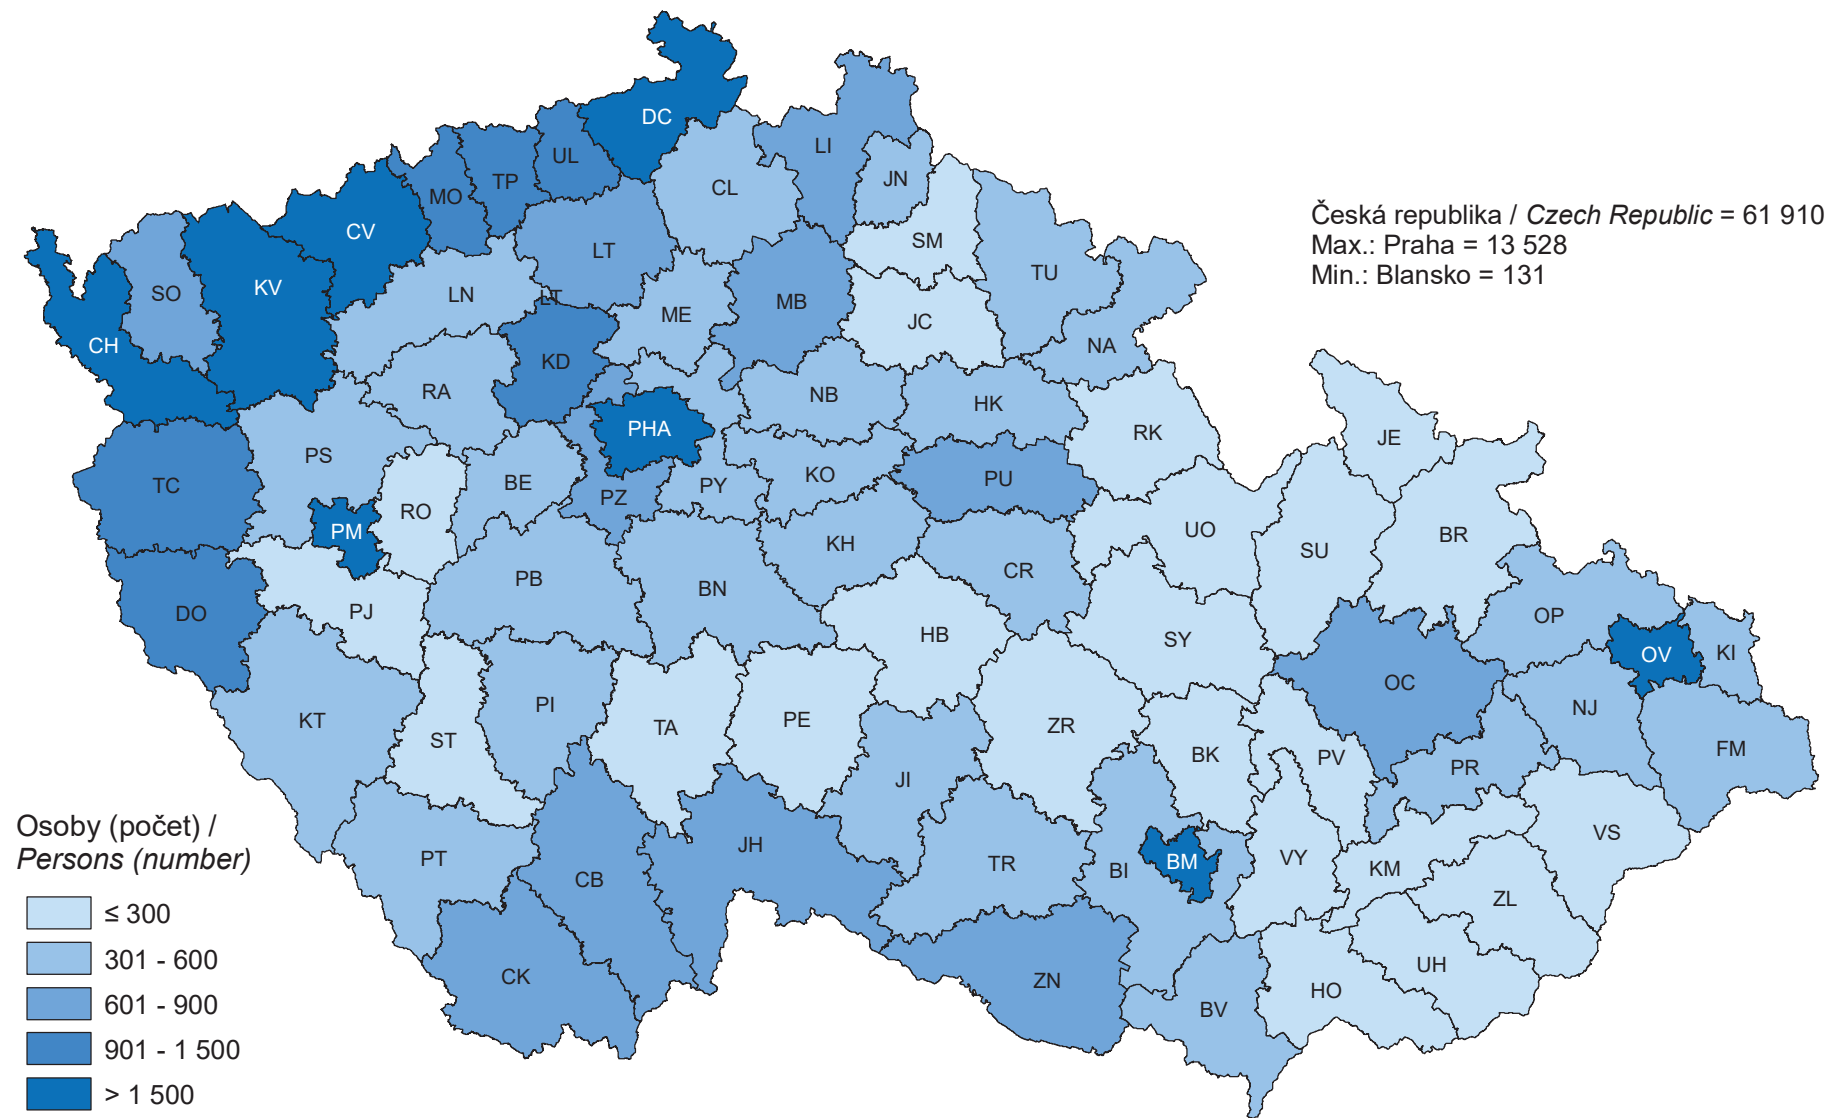 DC
LI
UL
TP
JN
CL
MO
CV
SM
LT
TU
KV
SO
LN
LT
MB
ME
JC
CH
NA
KD
RA
NB
HK
PHA
RK
JE
PS
KO
PU
BE
PY
TC
PZ
RO
PM
UO
BR
KH
SU
CR
PB
BN
PJ
DO
OP
HB
SY
KI
OV
OC
PI
NJ
KT
PE
TA
ZR
ST
FM
BK
PV
PR
JI
VS
JH
PT
VY
BM
TR
KM
BI
CB
ZL
UH
CK
ZN
HO
BV
Česká republika / Czech Republic = 61 910
Max.: Praha = 13 528
Min.: Blansko = 131
Osoby (počet) /
Persons (number)
≤ 300
301 - 600
601 - 900
901 - 1 500
> 1 500